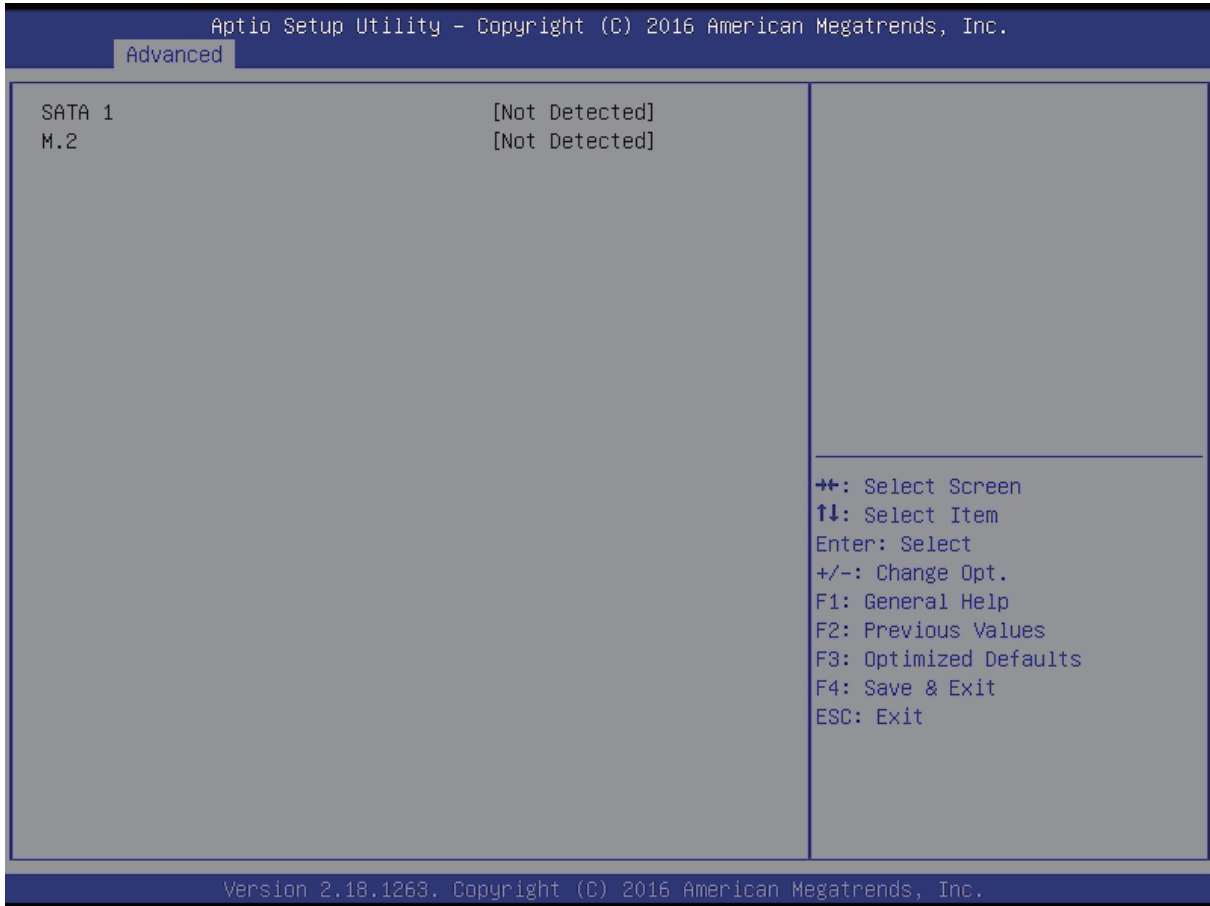 Aptio Setup Utility – Copyright (C) 2016 American Megatrends, Inc.
Advanced
SATA 1 [Not Detected]
M.2 [Not Detected]
→←: Select Screen
↑↓: Select Item
Enter: Select
+/-: Change Opt.
F1: General Help
F2: Previous Values
F3: Optimized Defaults
F4: Save & Exit
ESC: Exit
Version 2.18.1263. Copyright (C) 2016 American Megatrends, Inc.